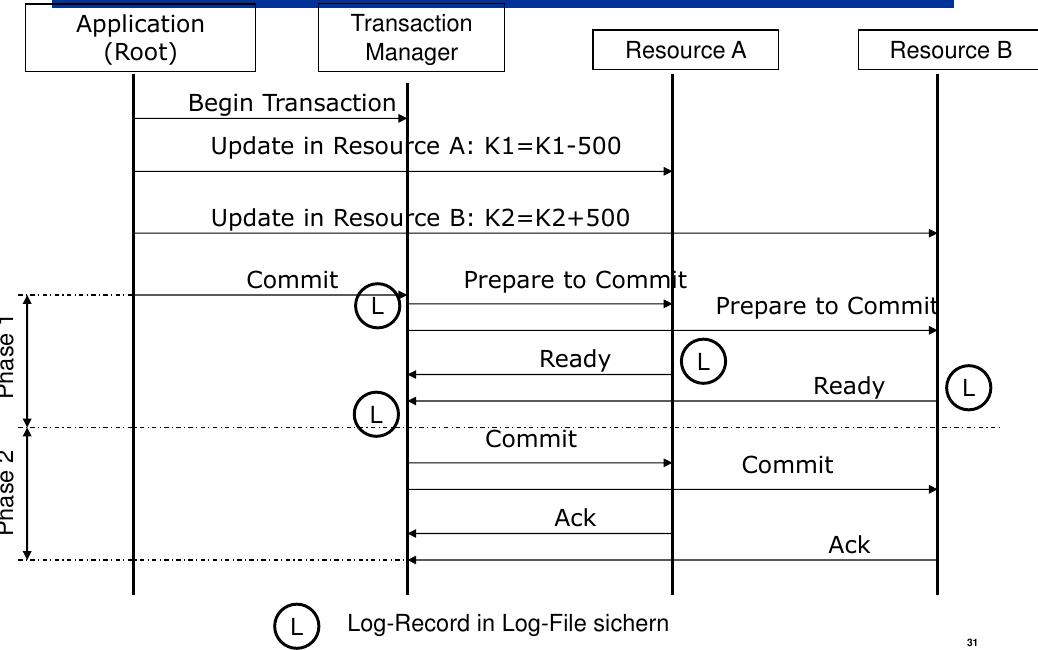 Application
(Root)
Transaction
Manager
Resource A
Resource B
Begin Transaction
Update in Resource A: K1=K1-500
Update in Resource B: K2=K2+500
Commit
Prepare to Commit
L
Prepare to Commit
Phase 1
Ready
L
Ready
L
L
Commit
Phase 2
Commit
Ack
Ack
L
Log-Record in Log-File sichern
31